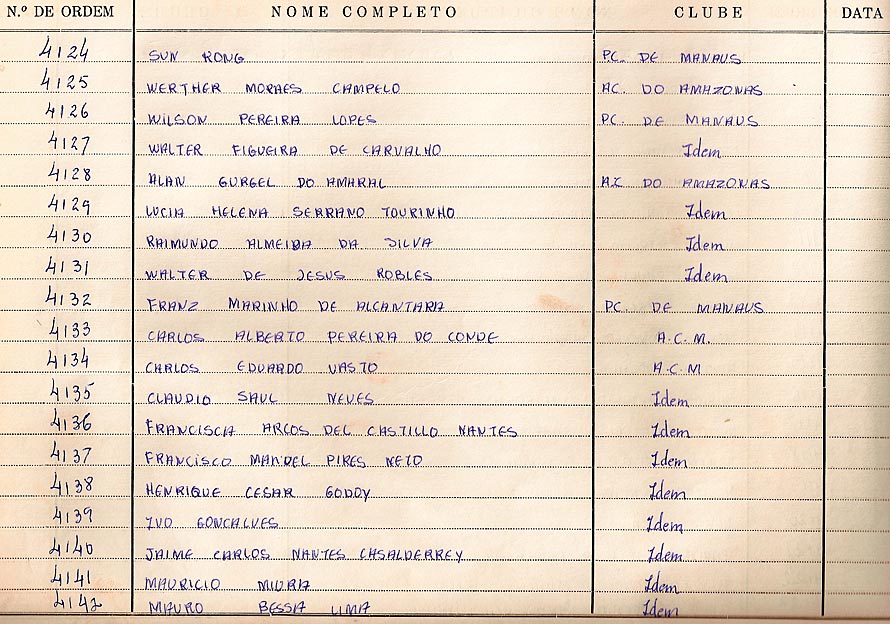 N.º DE ORDEM NOME COMPLETO CLUBE DATA
4124 SUN RONG PC. DE MANAUS
4125 WERTHER MORAES CAMPELO AC. DO AMAZONAS
4126 WILSON PEREIRA LOPES PC. DE MANAUS
4127 WALTER FIGUEIRA DE CARVALHO Idem
4128 ALAN GURGEL DO AMARAL A.C DO AMAZONAS
4129 LUCIA HELENA SERRANO TOURINHO Idem
4130 RAIMUNDO ALMEIRA DA SILVA Idem
4131 WALTER DE JESUS ROBLES Idem
4132 FRANZ MARINHO DE ALCANTARA PC. DE MANAUS
4133 CARLOS ALBERTO PEREIRA DO CONDE A.C.M.
4134 CARLOS EDUARDO VASTO A.C.M
4135 CLAUDIO SAUL NEVES Idem
4136 FRANCISCA ARCOS DEL CASTILLO NANTES Idem
4137 FRANCISCO MANOEL PIRES NETO Idem
4138 HENRIQUE CESAR GODOY Idem
4139 IVO GONCALVES Idem
4140 JAIME CARLOS NANTES CASALDERREY Idem
4141 MAURICIO MIURA Idem
4142 MAURO BESSA LIMA Idem